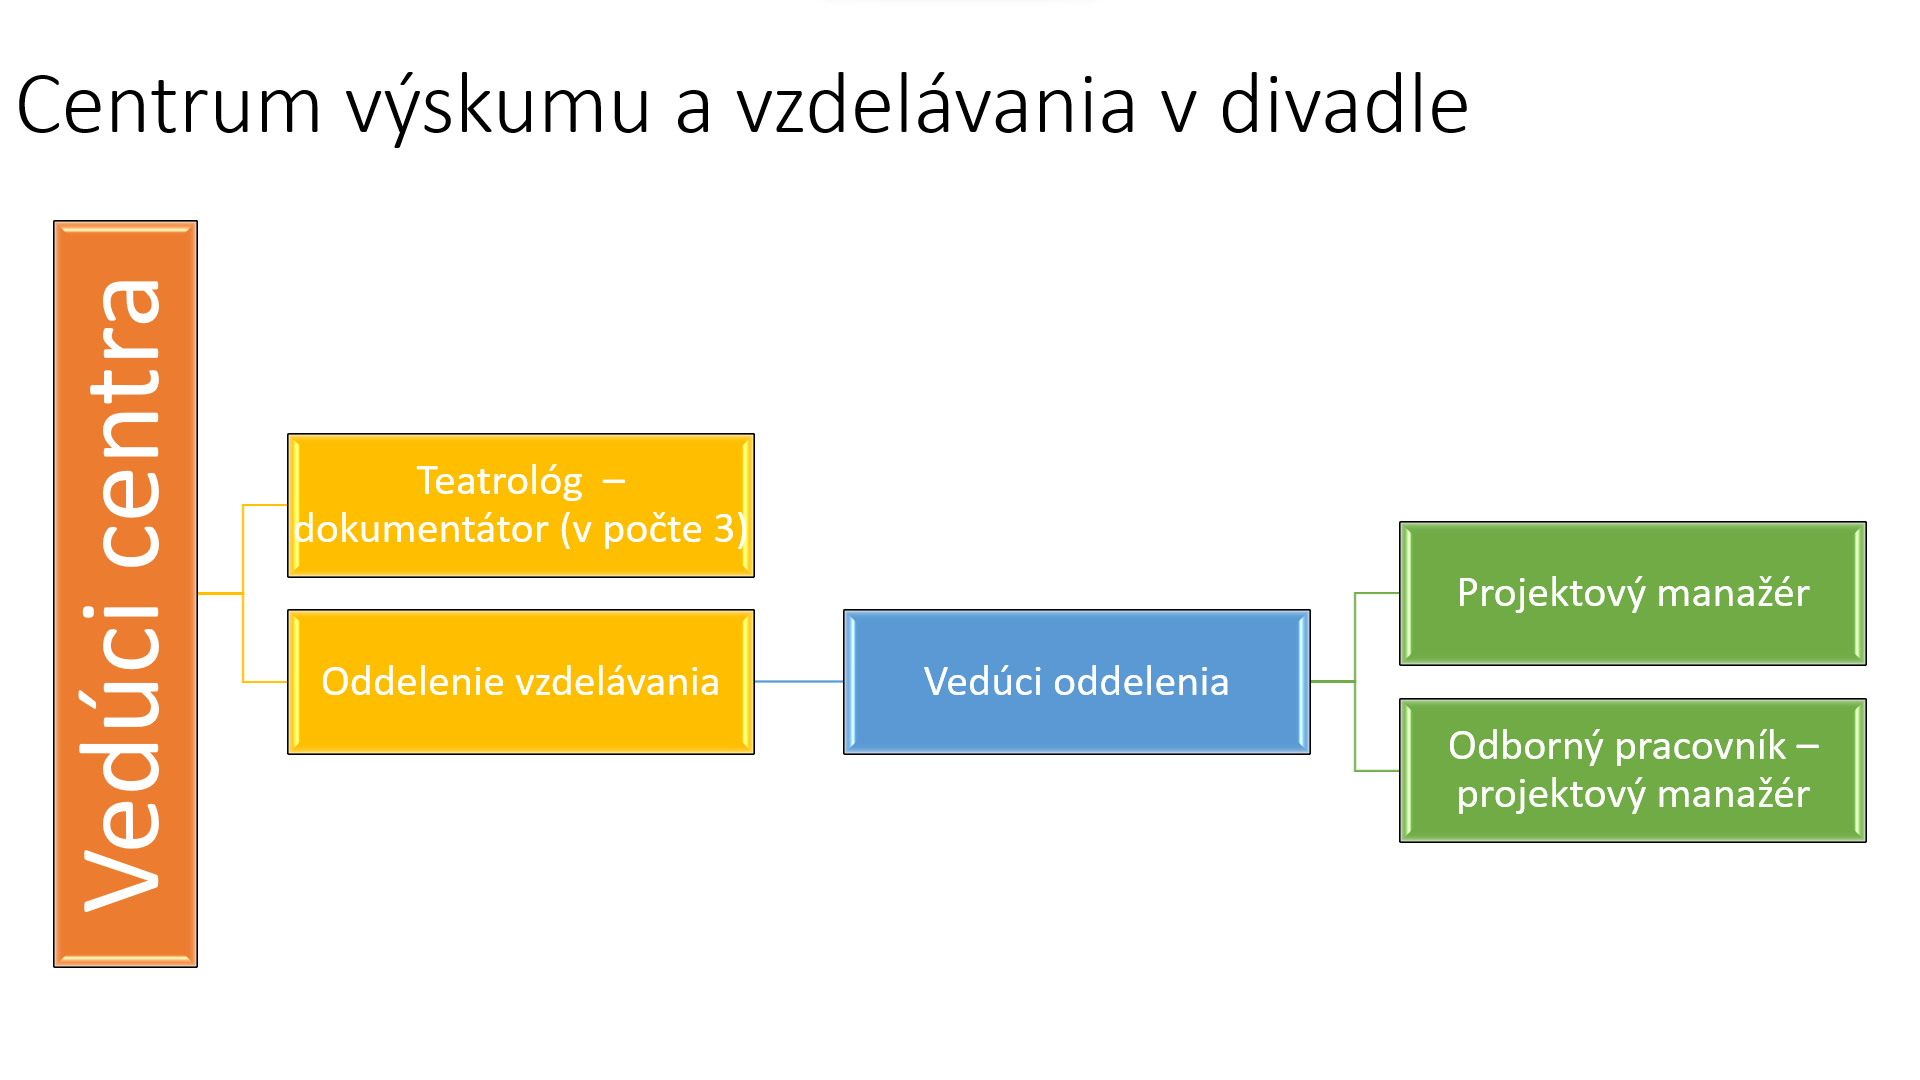 Centrum výskumu a vzdelávania v divadle
Vedúci centra
Teatrológ –
dokumentátor (v počte 3)
Oddelenie vzdelávania
Vedúci oddelenia
Projektový manažér
Odborný pracovník –
projektový manažér